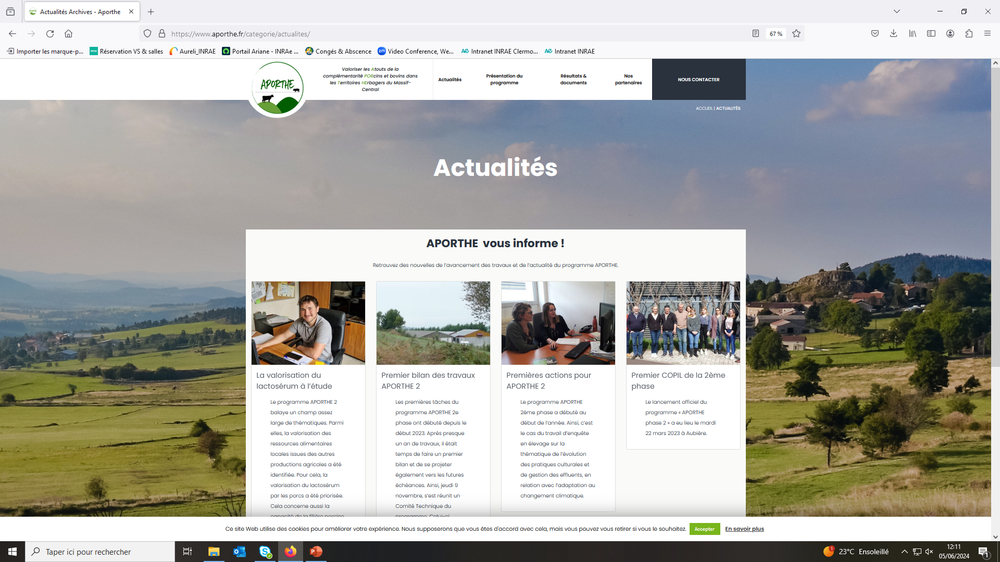 Actualités Archives - Aporthe
https://www.aporthe.fr/categorie/actualites/
67 %
Importer les marque-p...
Réservation VS & salles
Aureli_INRAE
Portail Ariane - INRAe ...
Congés & Abscence
Video Conference, We...
Intranet INRAE Clermo...
Intranet INRAE
APORTHE
Valoriser les Atouts de la
complémentarité PORcins et bovins dans
les Territoires HErbagers du Massif-
Central
Actualités
Présentation du
programme
Résultats &
documents
Nos
partenaires
NOUS CONTACTER
ACCUEIL | ACTUALITÉS
Actualités
APORTHE vous informe !
Retrouvez des nouvelles de l’avancement des travaux et de l’actualité du programme APORTHE.
La valorisation du
lactosérum à l’étude
Le programme APORTHE 2
balaye un champ assez
large de thématiques. Parmi
elles, la valorisation des
ressources alimentaires
locales issues des autres
productions agricoles a été
identifiée. Pour cela, la
valorisation du lactosérum
par les porcs a été priorisée.
Cela concerne aussi la
capacité de la filière porcine
Premier bilan des travaux
APORTHE 2
Les premières tâches du
programme APORTHE 2e
phase ont débuté depuis le
début 2023. Après presque
un an de travaux, il était
temps de faire un premier
bilan et de se projeter
également vers les futures
échéances. Ainsi, jeudi 9
novembre, s’est réunit un
Comité Technique du
programme. Celui-ci
Premières actions pour
APORTHE 2
Le programme APORTHE
2ème phase a débuté au
début de l’année. Ainsi, c’est
le cas du travail d’enquête
en élevage sur la
thématique de l’évolution
des pratiques culturales et
de gestion des effluents, en
relation avec l’adaptation au
changement climatique.
Premier COPIL de la 2ème
phase
Le lancement officiel du
programme « APORTHE
phase 2 » a eu lieu le mardi
22 mars 2023 à Aubière.
Ce site Web utilise des cookies pour améliorer votre expérience. Nous supposerons que vous êtes d'accord avec cela, mais vous pouvez vous retirer si vous le souhaitez.
Accepter
En savoir plus
Taper ici pour rechercher
23°C Ensoleillé
12:11
05/06/2024